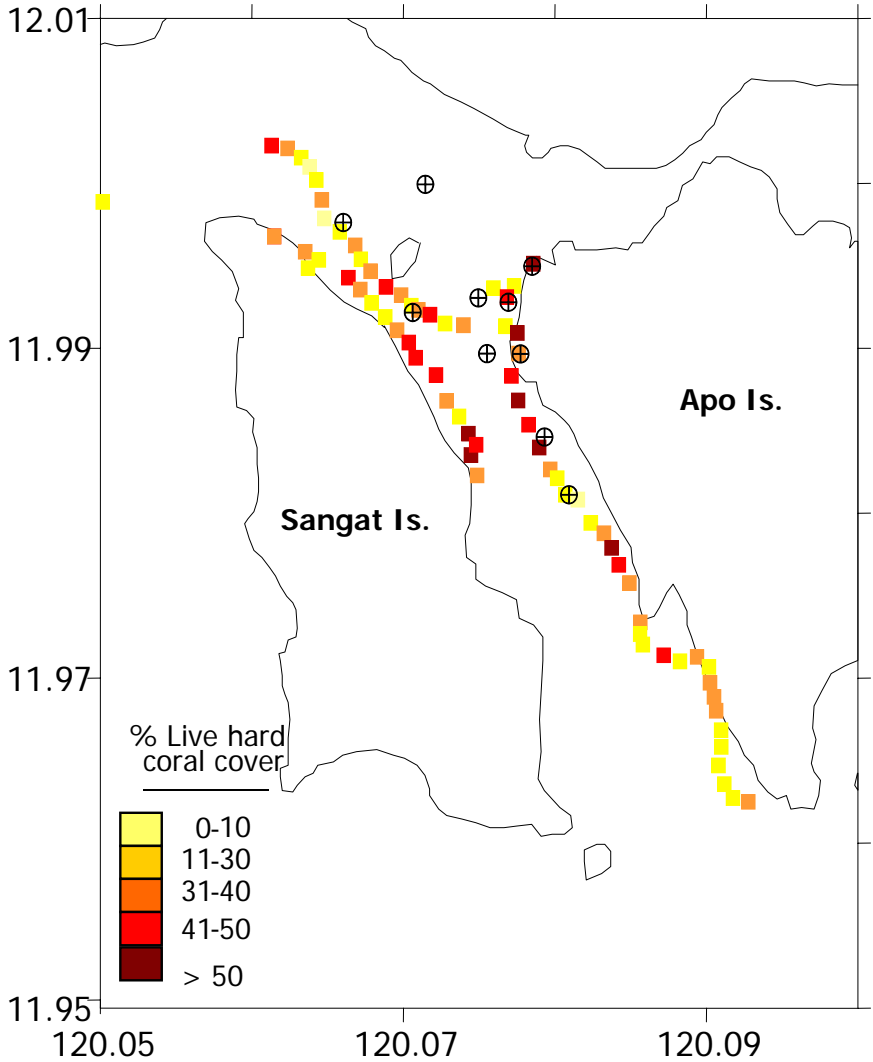 12.01
11.99
Apo Is.
Sangat Is.
11.97
% Live hard
coral cover
0-10
11-30
31-40
41-50
> 50
11.95
120.05 120.07 120.09